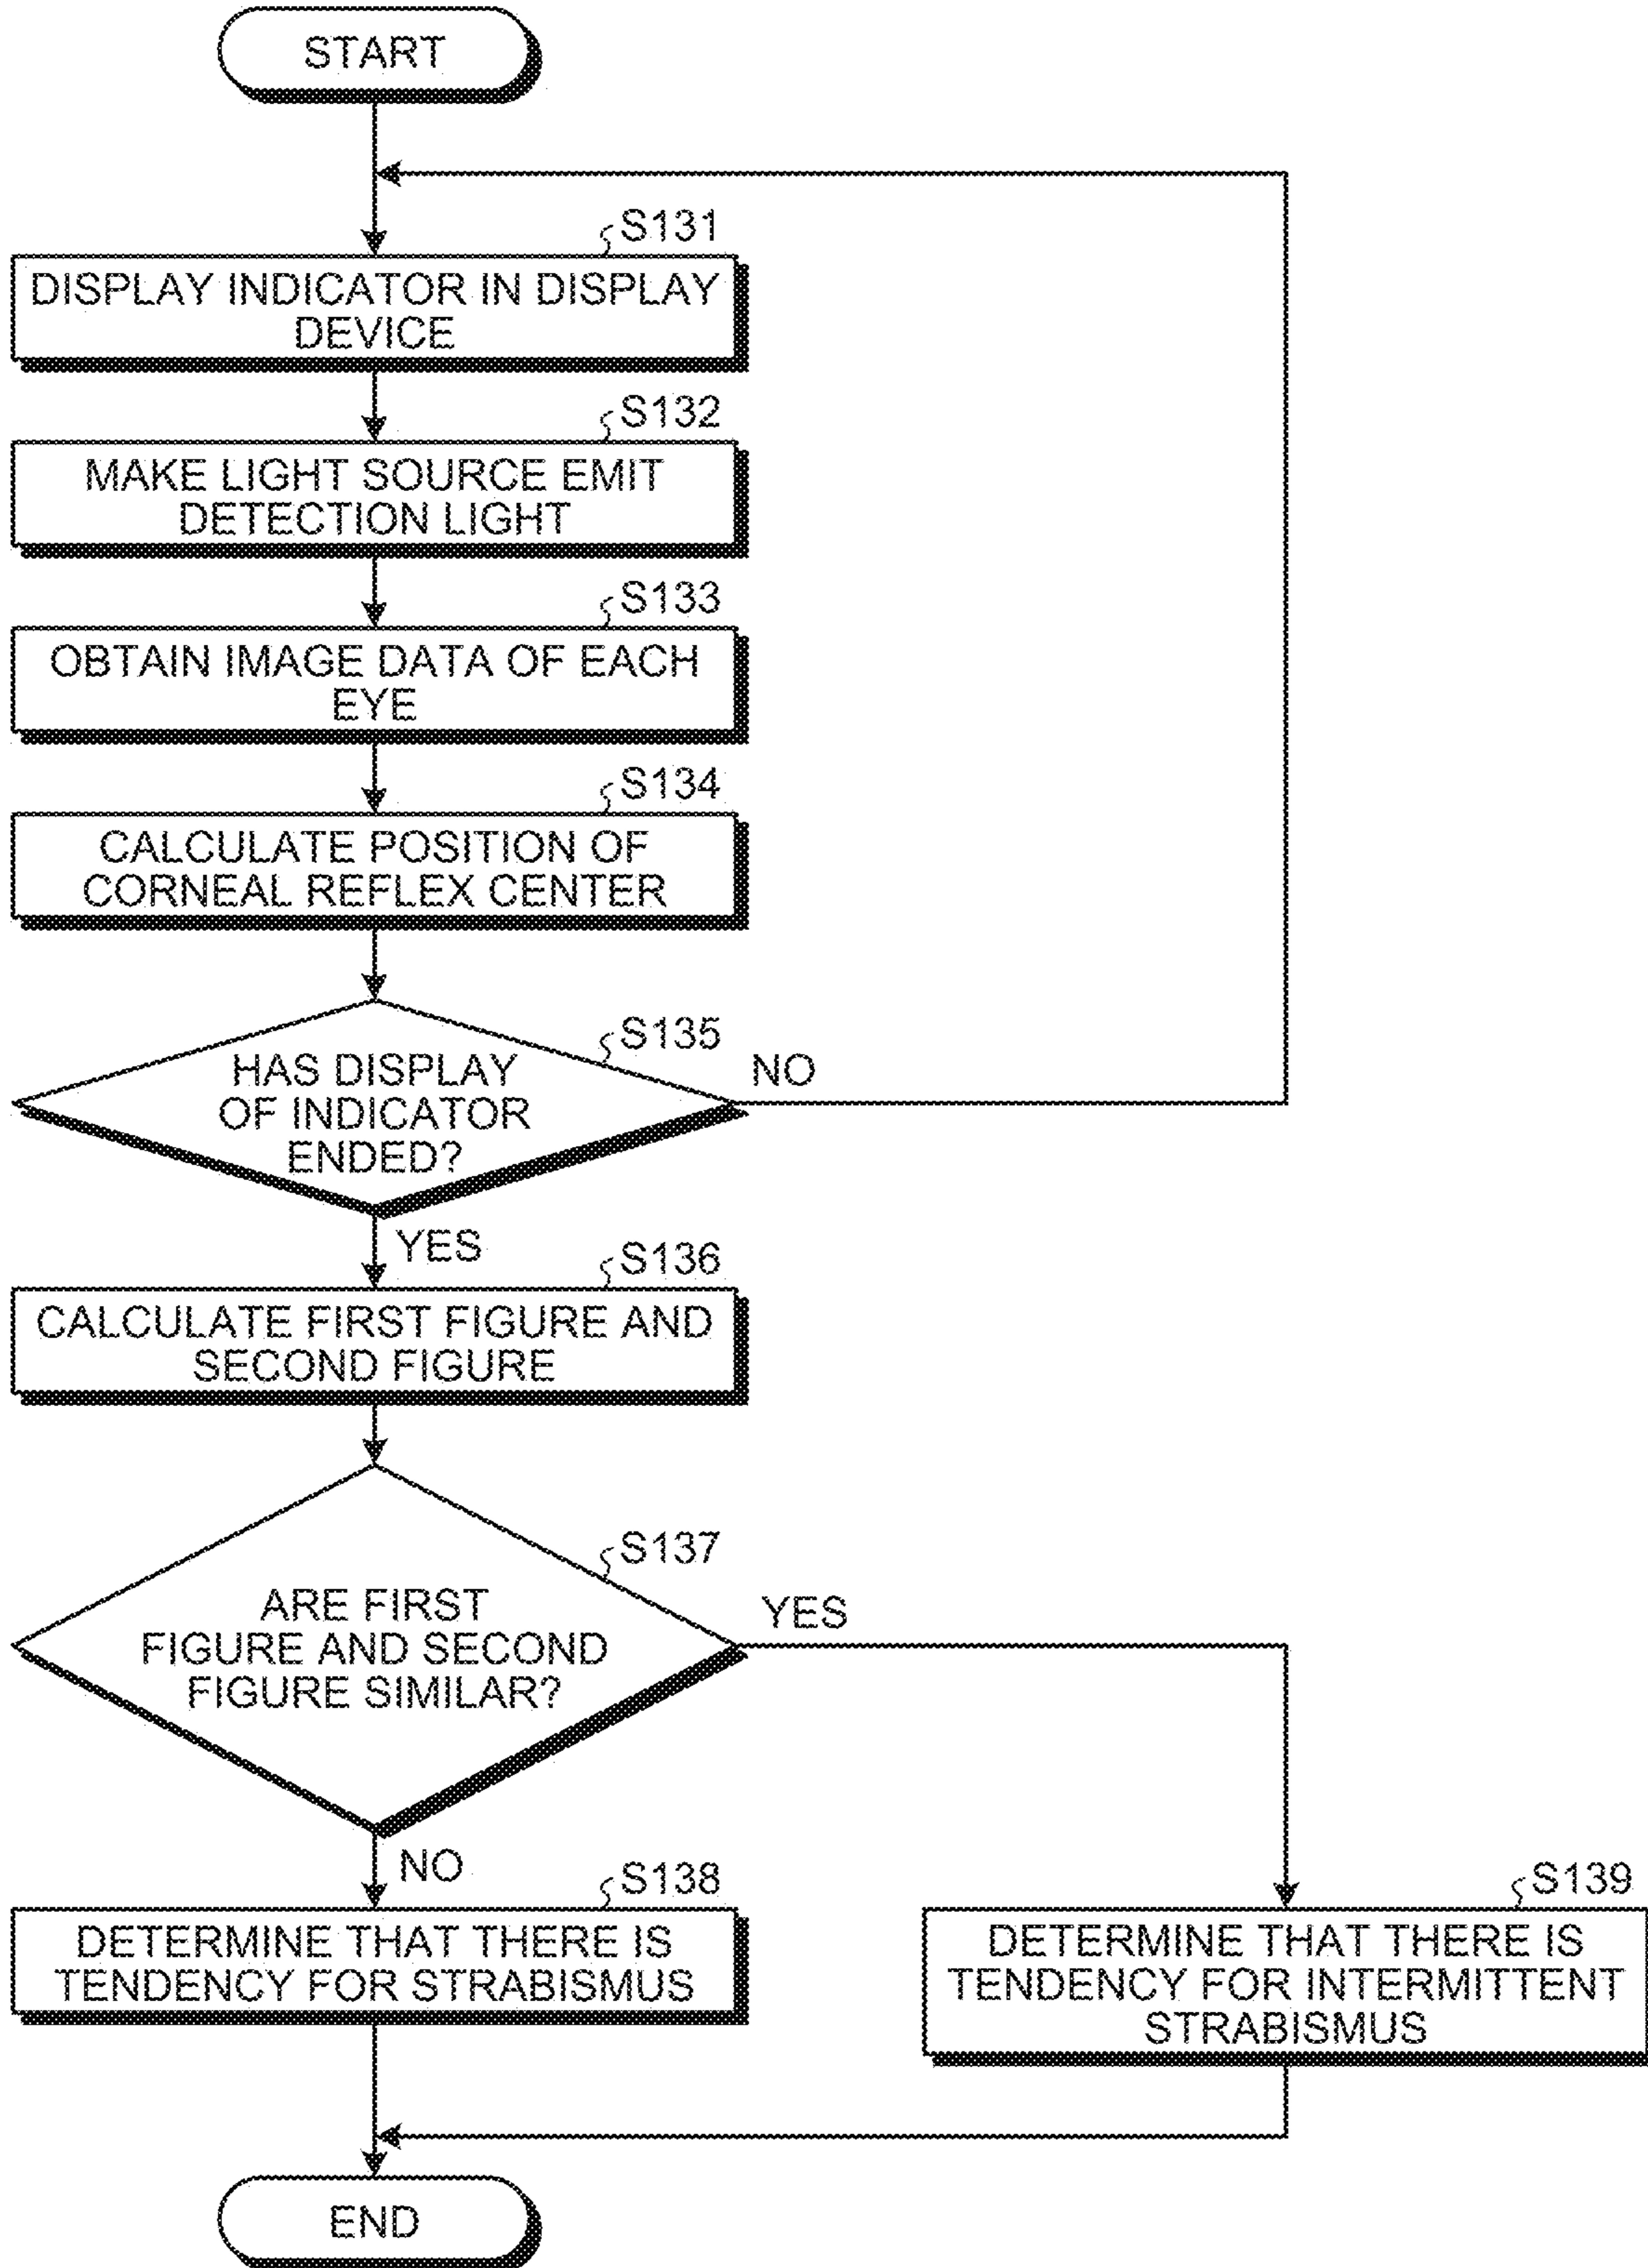 START
S131
DISPLAY INDICATOR IN DISPLAY
DEVICE
S132
MAKE LIGHT SOURCE EMIT
DETECTION LIGHT
S133
OBTAIN IMAGE DATA OF EACH
EYE
S134
CALCULATE POSITION OF
CORNEAL REFLEX CENTER
S135
HAS DISPLAY
OF INDICATOR
ENDED?
NO
YES
S136
CALCULATE FIRST FIGURE AND
SECOND FIGURE
S137
ARE FIRST
FIGURE AND SECOND
FIGURE SIMILAR?
YES
NO
S138
DETERMINE THAT THERE IS
TENDENCY FOR STRABISMUS
S139
DETERMINE THAT THERE IS
TENDENCY FOR INTERMITTENT
STRABISMUS
END